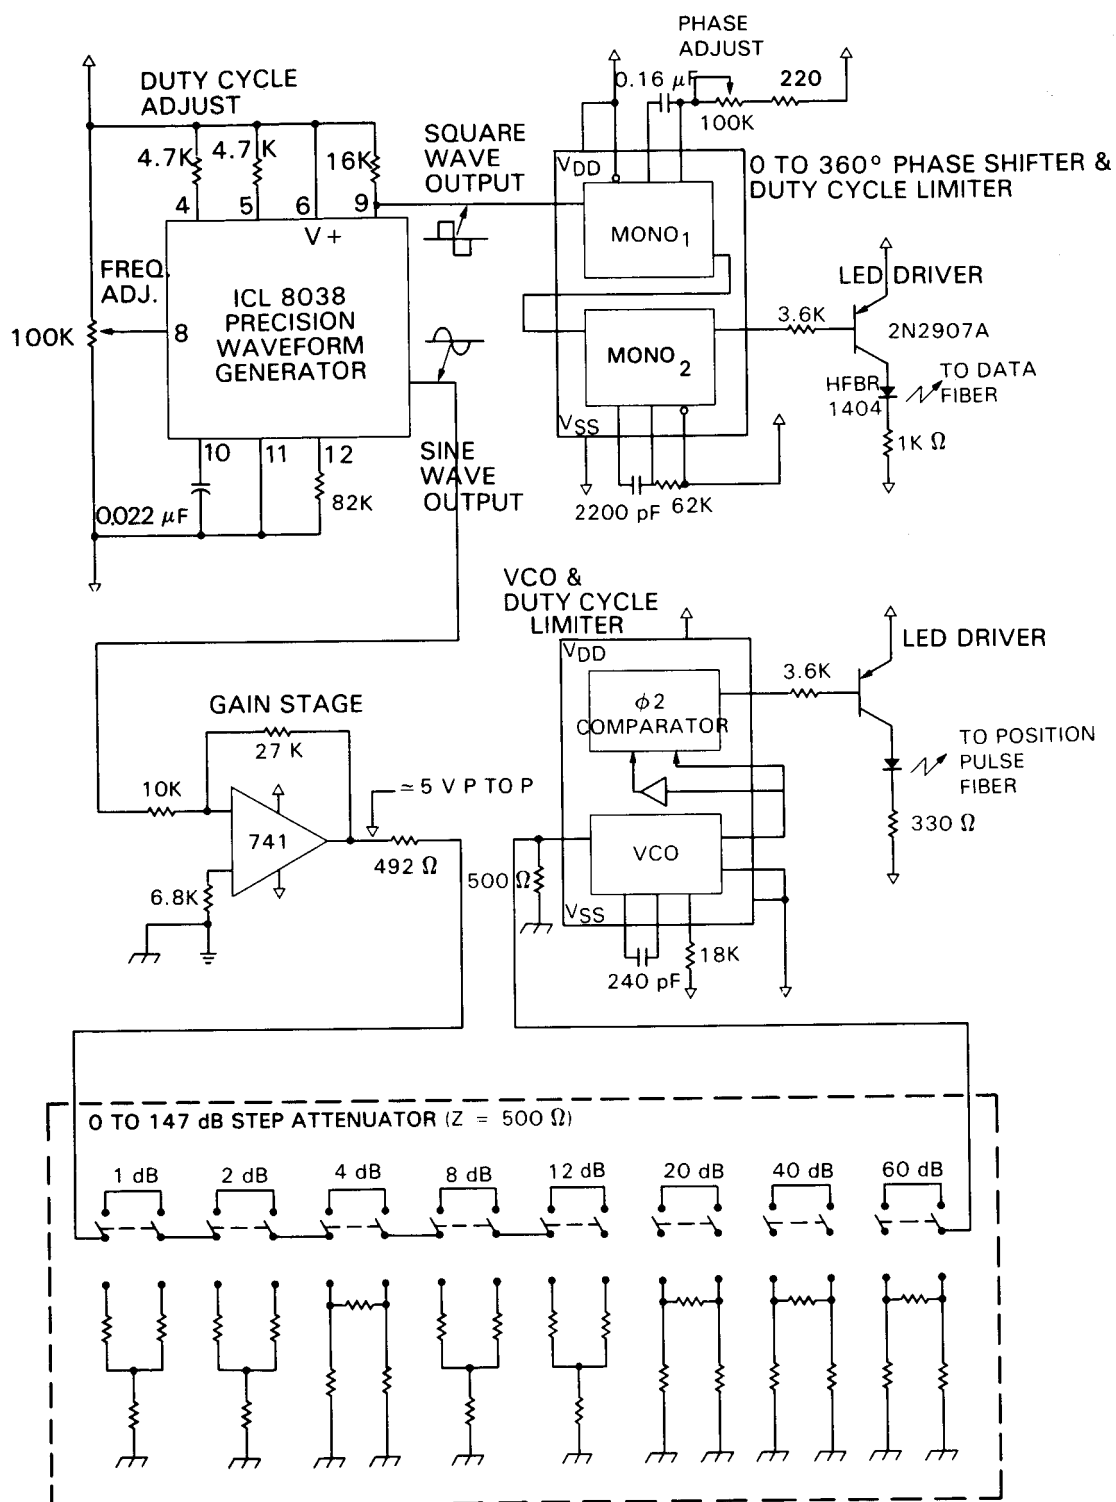 PHASE
ADJUST
0.16 μF
220
100K
DUTY CYCLE
ADJUST
4.7K
4.7 K
16K
SQUARE
WAVE
OUTPUT
VDD
0 TO 360° PHASE SHIFTER &
DUTY CYCLE LIMITER
4
5
6
9
V +
MONO1
FREQ.
ADJ.
100K
8
ICL 8038
PRECISION
WAVEFORM
GENERATOR
LED DRIVER
3.6K
2N2907A
MONO2
HFBR
1404
TO DATA
FIBER
1K Ω
VSS
10
11
12
SINE
WAVE
OUTPUT
82K
0.022 μF
2200 pF
62K
VCO &
DUTY CYCLE
LIMITER
VDD
LED DRIVER
3.6K
ϕ2
COMPARATOR
GAIN STAGE
27 K
TO POSITION
PULSE
FIBER
10K
≃5 V P TO P
741
492 Ω
330 Ω
VCO
500 Ω
6.8K
VSS
18K
240 pF
0 TO 147 dB STEP ATTENUATOR (Z = 500 Ω)
1 dB
2 dB
4 dB
8 dB
12 dB
20 dB
40 dB
60 dB